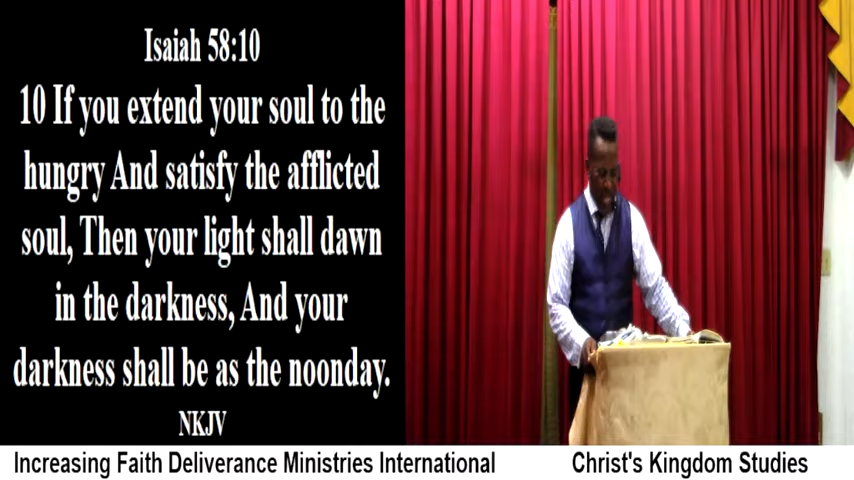 Isaiah 58:10
10 If you extend your soul to the
hungry And satisfy the afflicted
soul, Then your light shall dawn
in the darkness, And your
darkness shall be as the noonday.
NKJV
Increasing Faith Deliverance Ministries International
Christ's Kingdom Studies